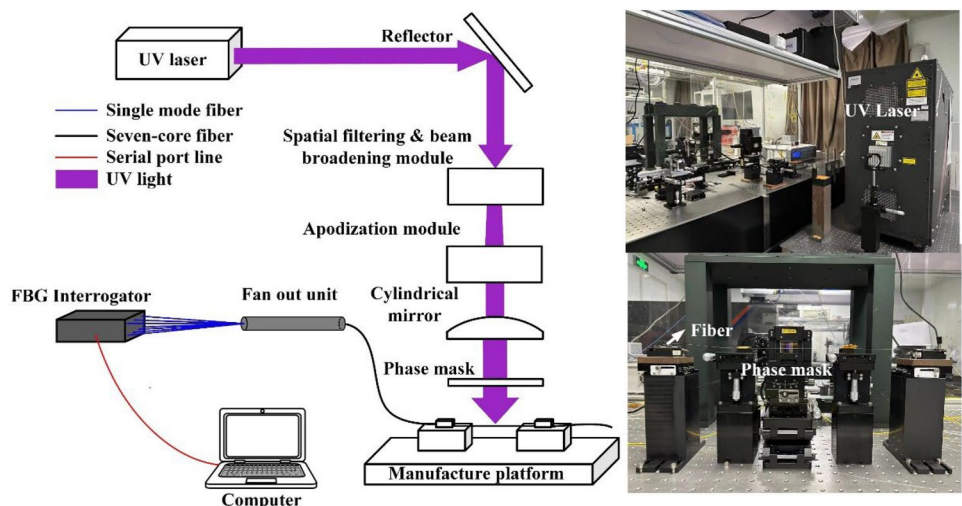 Reflector
UV laser
Single mode fiber
Seven-core fiber
Serial port line
UV light
Spatial filtering & beam
broadening module
Apodization module
FBG Interrogator
Fan out unit
Cylindrical
mirror
Phase mask
Manufacture platform
Computer
UV Laser
Fiber
Phase mask